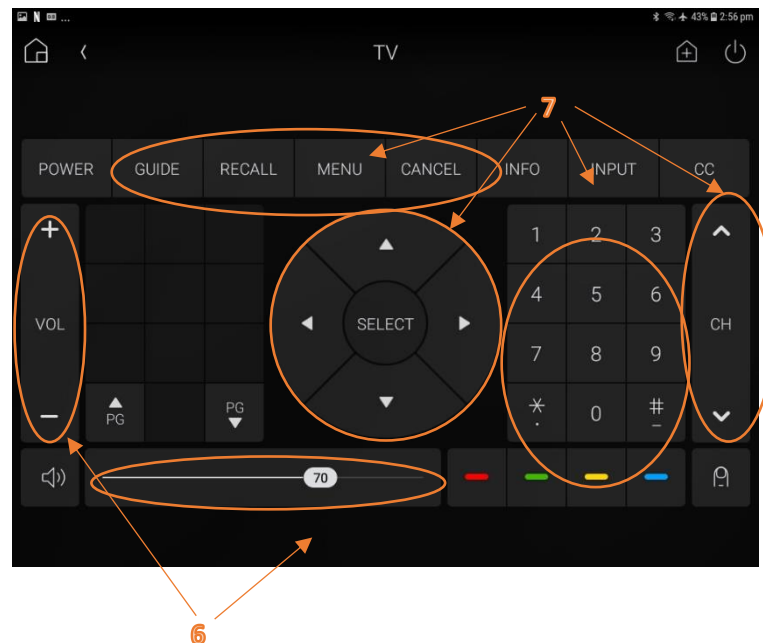 N ... 43% 2:56 pm
TV
7
POWER GUIDE RECALL MENU CANCEL INFO INPUT CC
+ 1 2 3
4 5 6
VOL SELECT CH
7 8 9
PG PG * 0 #
70
6